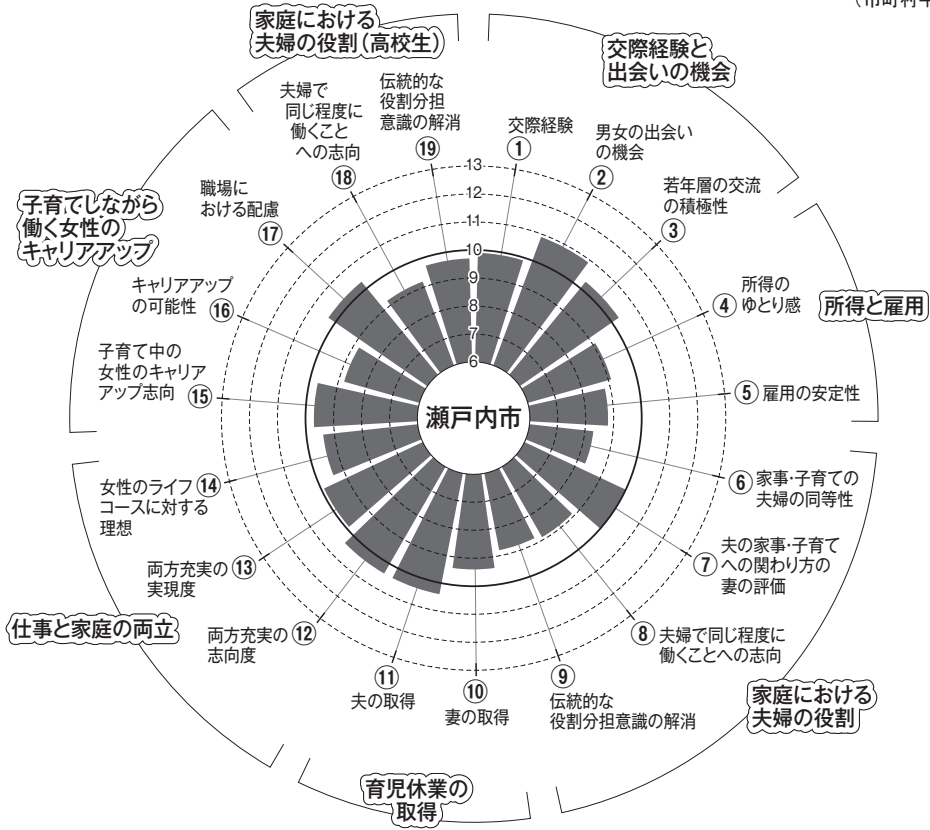 (市町村
家庭における
夫婦の役割(高校生)
交際経験と
出会いの機会
夫婦で
同じ程度に
働くこと
への志向
⑱
伝統的な
役割分担
意識の解消
⑲
交際経験
①
男女の出会い
の機会
②
若年層の交流
の積極性
③
子育てしながら
働く女性の
キャリアアップ
職場に
おける配慮
⑰
13
12
11
10
9
8
7
6
キャリアアップ
の可能性
⑯
所得の
ゆとり感
④
所得と雇用
子育て中の
女性のキャリア
アップ志向
⑮
瀬戸内市
⑤雇用の安定性
女性のライフ
コースに対する
理想
⑭
⑥家事・子育ての
夫婦の同等性
両方充実の
実現度
⑬
夫の家事・子育て
への関わり方の
妻の評価
⑦
仕事と家庭の両立
両方充実の
志向度
⑫
⑧夫婦で同じ程度に
働くことへの志向
⑪
夫の取得
⑩
妻の取得
⑨
伝統的な
役割分担意識の解消
家庭における
夫婦の役割
育児休業の
取得